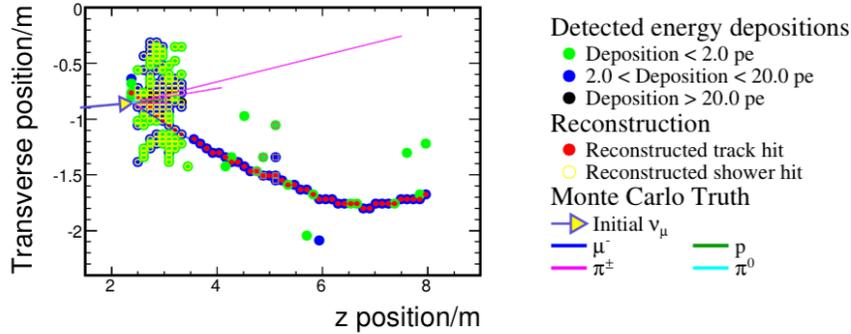 0
-0.5
-1
-1.5
-2
2
4
6
8
Transverse position/m
z position/m
Detected energy depositions
Deposition < 2.0 pe
2.0 < Deposition < 20.0 pe
Deposition > 20.0 pe
Reconstruction
Reconstructed track hit
Reconstructed shower hit
Monte Carlo Truth
Initial νμ
μ- p
π± π0